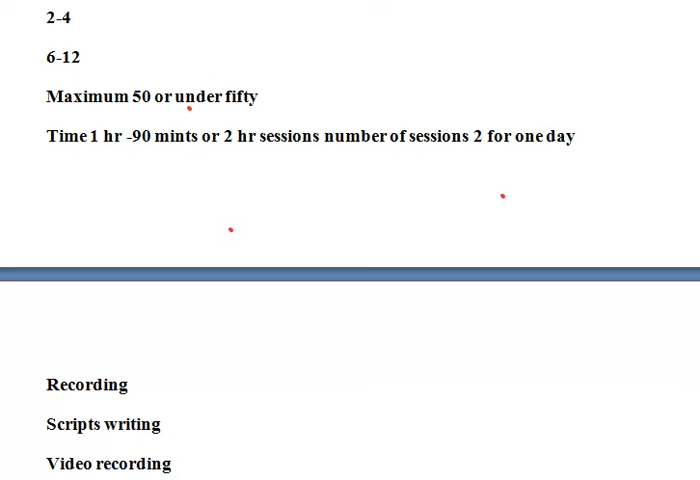 2-4
6-12
Maximum 50 or under fifty
Time 1 hr -90 mints or 2 hr sessions number of sessions 2 for one day
Recording
Scripts writing
Video recording